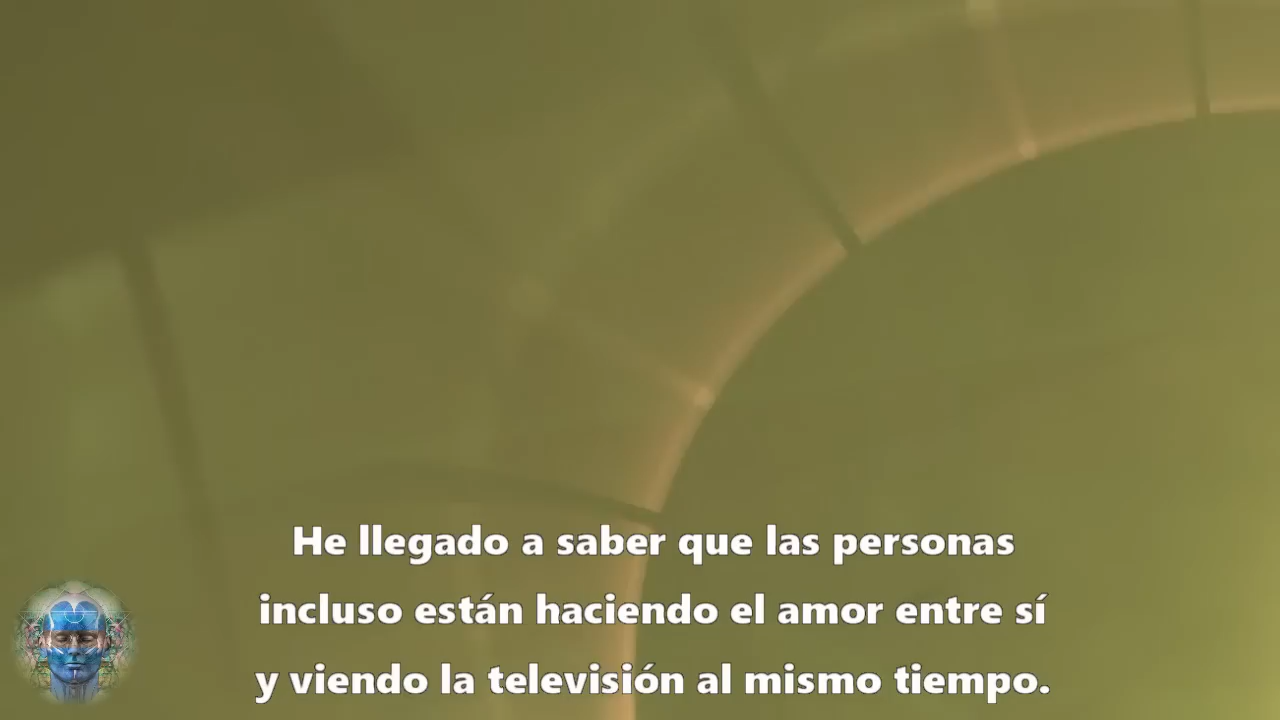 He llegado a saber que las personas
incluso están haciendo el amor entre sí
y viendo la televisión al mismo tiempo.